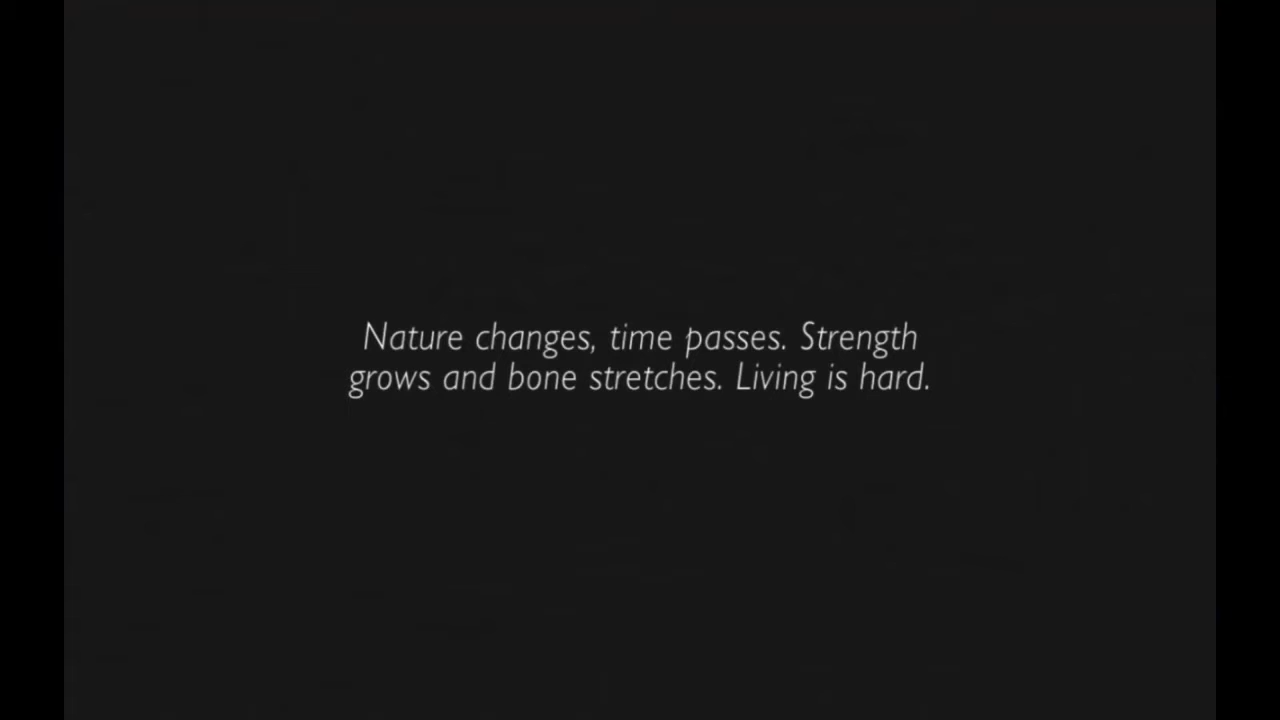 Nature changes, time passes. Strength
grows and bone stretches. Living is hard.